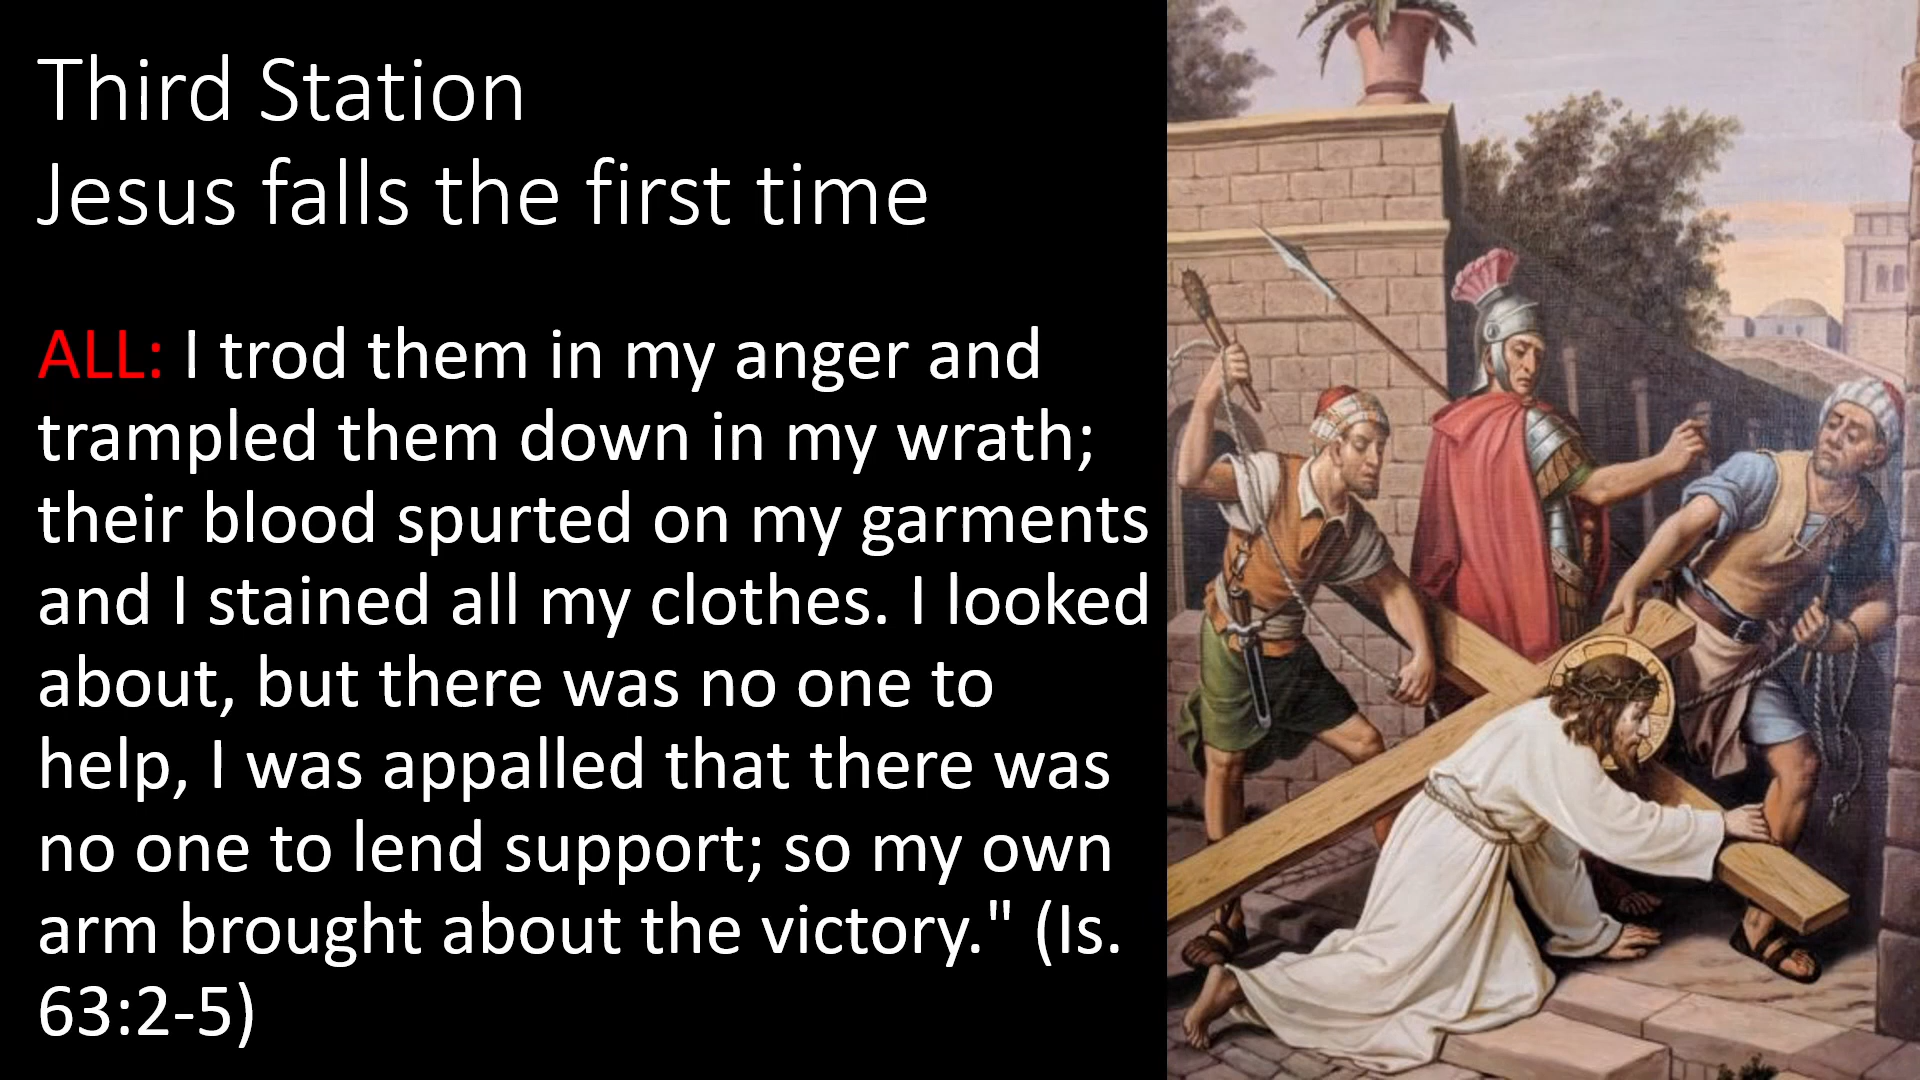 Third Station
Jesus falls the first time
ALL: I trod them in my anger and
trampled them down in my wrath;
their blood spurted on my garments
and I stained all my clothes. I looked
about, but there was no one to
help, I was appalled that there was
no one to lend support; so my own
arm brought about the victory." (Is.
63:2-5)